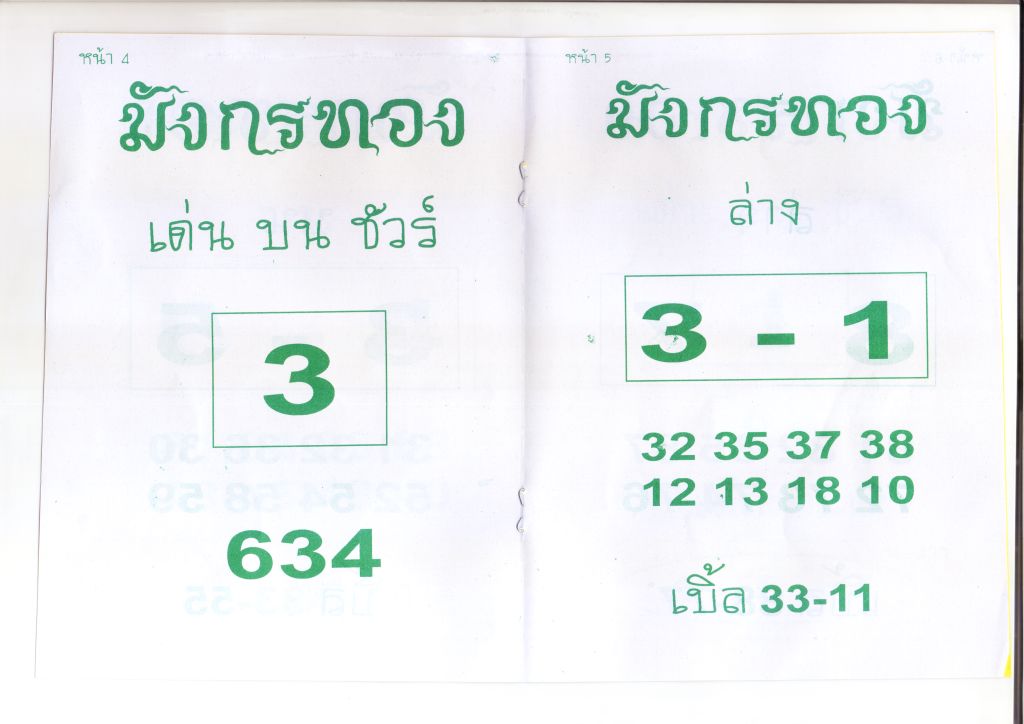 หน้า 4
มังกรทอง
เด่น บน ชัวร์
3
634
หน้า 5
มังกรทอง
ล่าง
3 - 1
32 35 37 38
12 13 18 10
เบิ้ล 33-11